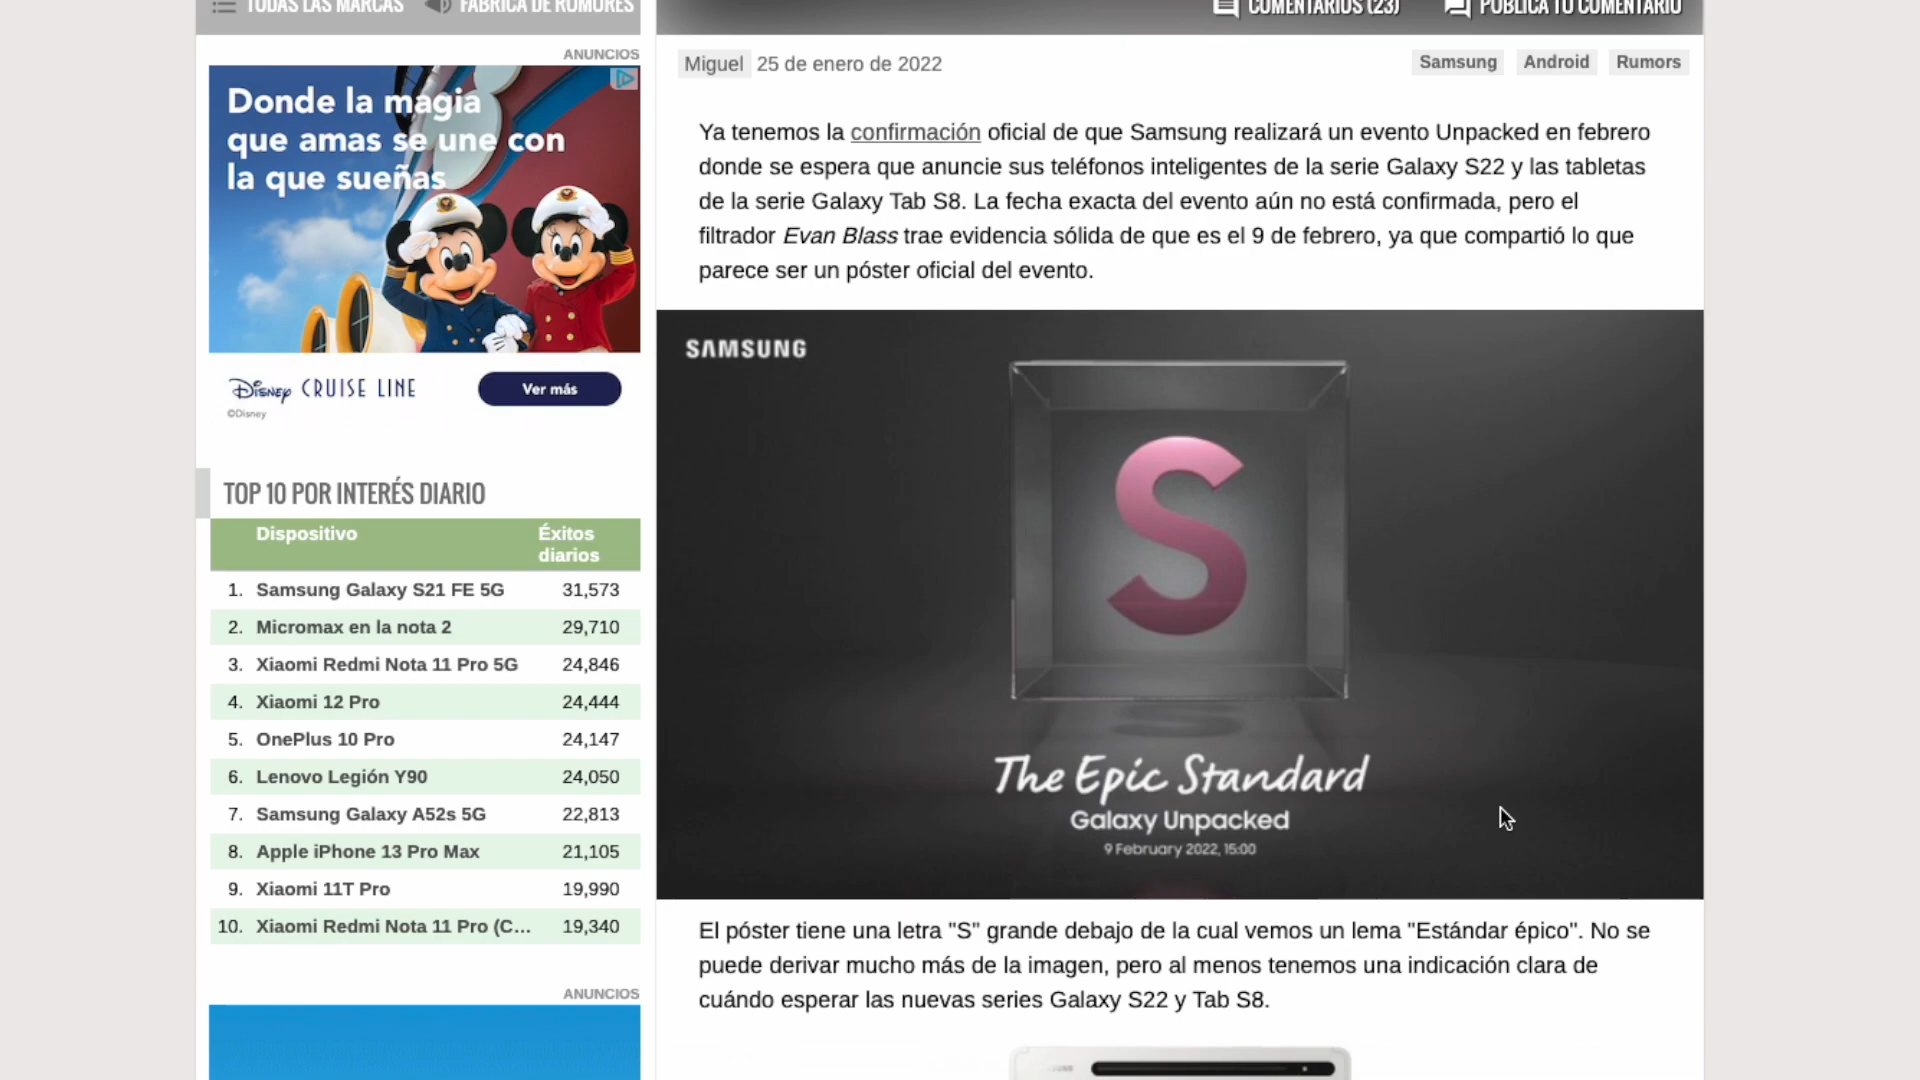 TODAS LAS MARCAS
FÁBRICA DE RUMORES
COMENTARIOS (23)
PUBLICA TU COMENTARIO
ANUNCIOS
Donde la magia
que amas se une con
la que sueñas
Disney CRUISE LINE
Ver más
©Disney
TOP 10 POR INTERÉS DIARIO
Dispositivo Éxitos
diarios
1. Samsung Galaxy S21 FE 5G 31,573
2. Micromax en la nota 2 29,710
3. Xiaomi Redmi Nota 11 Pro 5G 24,846
4. Xiaomi 12 Pro 24,444
5. OnePlus 10 Pro 24,147
6. Lenovo Legión Y90 24,050
7. Samsung Galaxy A52s 5G 22,813
8. Apple iPhone 13 Pro Max 21,105
9. Xiaomi 11T Pro 19,990
10. Xiaomi Redmi Nota 11 Pro (C... 19,340
ANUNCIOS
Miguel 25 de enero de 2022
Samsung Android Rumors
Ya tenemos la confirmación oficial de que Samsung realizará un evento Unpacked en febrero
donde se espera que anuncie sus teléfonos inteligentes de la serie Galaxy S22 y las tabletas
de la serie Galaxy Tab S8. La fecha exacta del evento aún no está confirmada, pero el
filtrador Evan Blass trae evidencia sólida de que es el 9 de febrero, ya que compartió lo que
parece ser un póster oficial del evento.
SAMSUNG
S
The Epic Standard
Galaxy Unpacked
9 February 2022, 15:00
El póster tiene una letra "S" grande debajo de la cual vemos un lema "Estándar épico". No se
puede derivar mucho más de la imagen, pero al menos tenemos una indicación clara de
cuándo esperar las nuevas series Galaxy S22 y Tab S8.